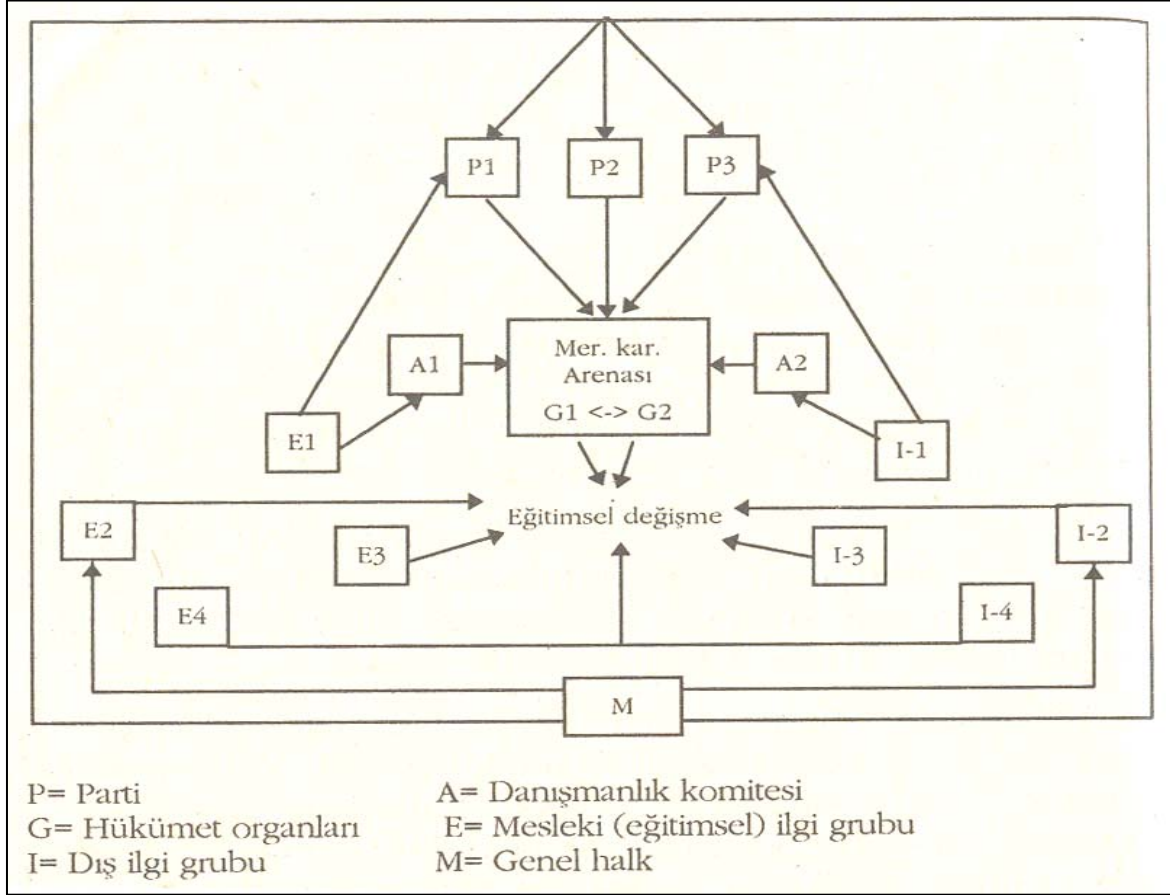 P1 P2 P3
Mer. kar.
Arenası
G1 <-> G2
A1 A2
E1 I-1
Eğitimsel değişme
E2 I-2
E3 I-3
E4 I-4
M
P= Parti A= Danışmanlık komitesi
G= Hükümet organları E= Mesleki (eğitimsel) ilgi grubu
I= Dış ilgi grubu M= Genel halk